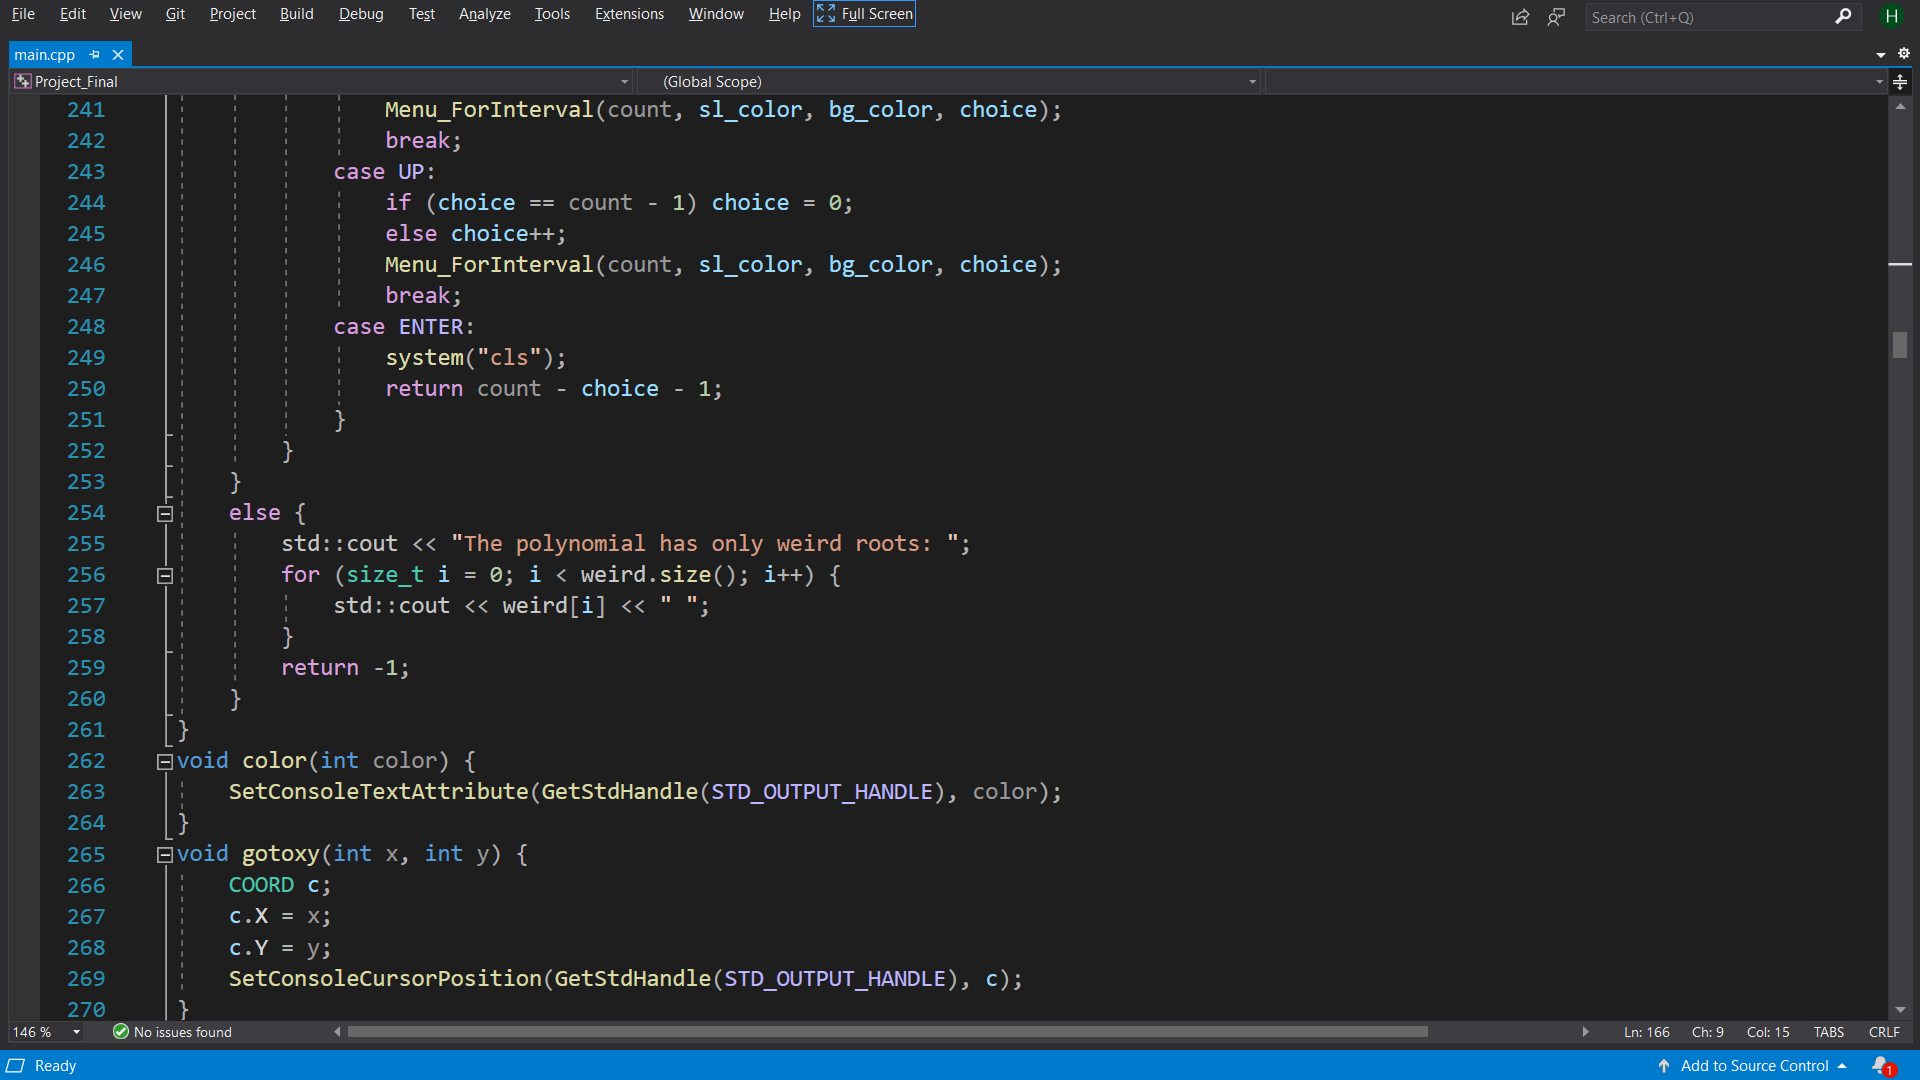 File Edit View Git Project Build Debug Test Analyze Tools Extensions Window Help Full Screen Search (Ctrl+Q) H
main.cpp
Project_Final (Global Scope)
241 Menu_ForInterval(count, sl_color, bg_color, choice);
242 break;
243 case UP:
244 if (choice == count - 1) choice = 0;
245 else choice++;
246 Menu_ForInterval(count, sl_color, bg_color, choice);
247 break;
248 case ENTER:
249 system("cls");
250 return count - choice - 1;
251 }
252 }
253 }
254 else {
255 std::cout << "The polynomial has only weird roots: ";
256 for (size_t i = 0; i < weird.size(); i++) {
257 std::cout << weird[i] << " ";
258 }
259 return -1;
260 }
261 }
262 void color(int color) {
263 SetConsoleTextAttribute(GetStdHandle(STD_OUTPUT_HANDLE), color);
264 }
265 void gotoxy(int x, int y) {
266 COORD c;
267 c.X = x;
268 c.Y = y;
269 SetConsoleCursorPosition(GetStdHandle(STD_OUTPUT_HANDLE), c);
270 }
146 % No issues found Ln: 166 Ch: 9 Col: 15 TABS CRLF
Ready Add to Source Control 1